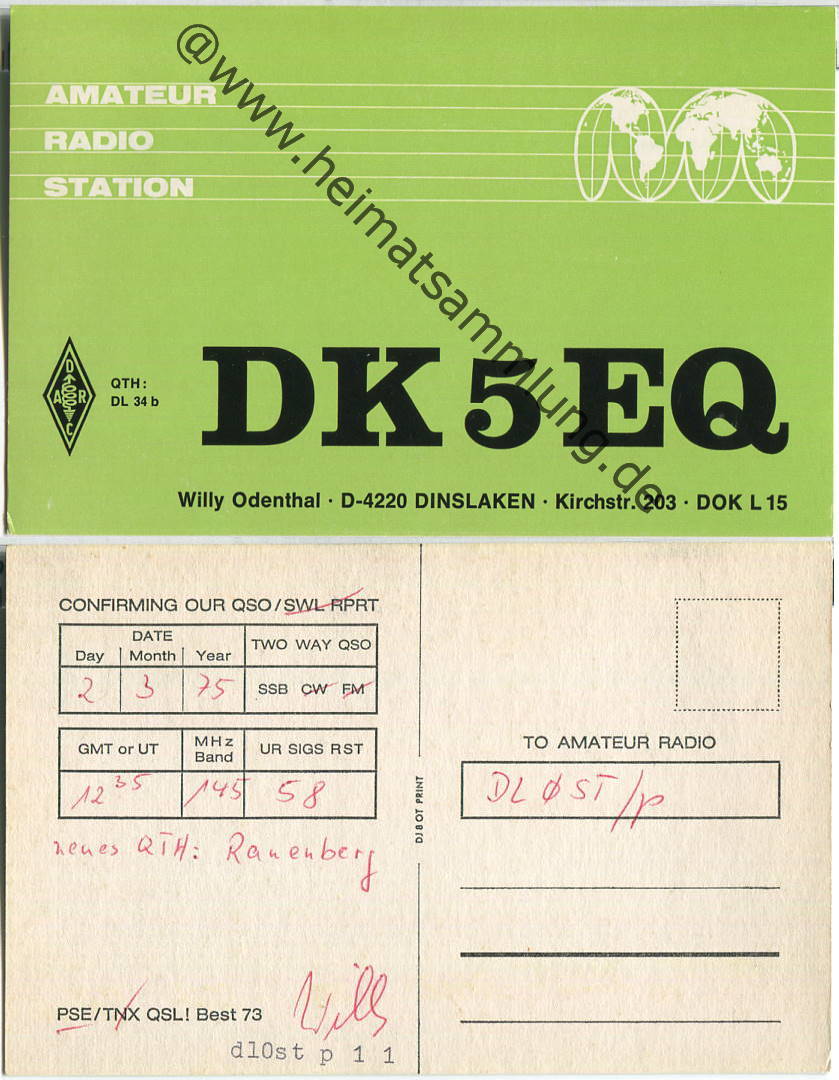 @www.heimatsammlung.de
AMATEUR
RADIO
STATION
D
A R
C
QTH:
DL 34 b
DK5EQ
Willy Odenthal · D-4220 DINSLAKEN · Kirchstr. 203 · DOK L 15
CONFIRMING OUR QSO/SWL RPRT
DATE
Day Month Year
TWO WAY QSO
2 3 75
SSB CW FM
GMT or UT
MHz Band
UR SIGS RST
12 35
145
58
neues QTH: Ranenberg
PSE/TNX QSL! Best 73
Willy
dl0st p 1 1
DJ8OT PRINT
TO AMATEUR RADIO
DLØST/p